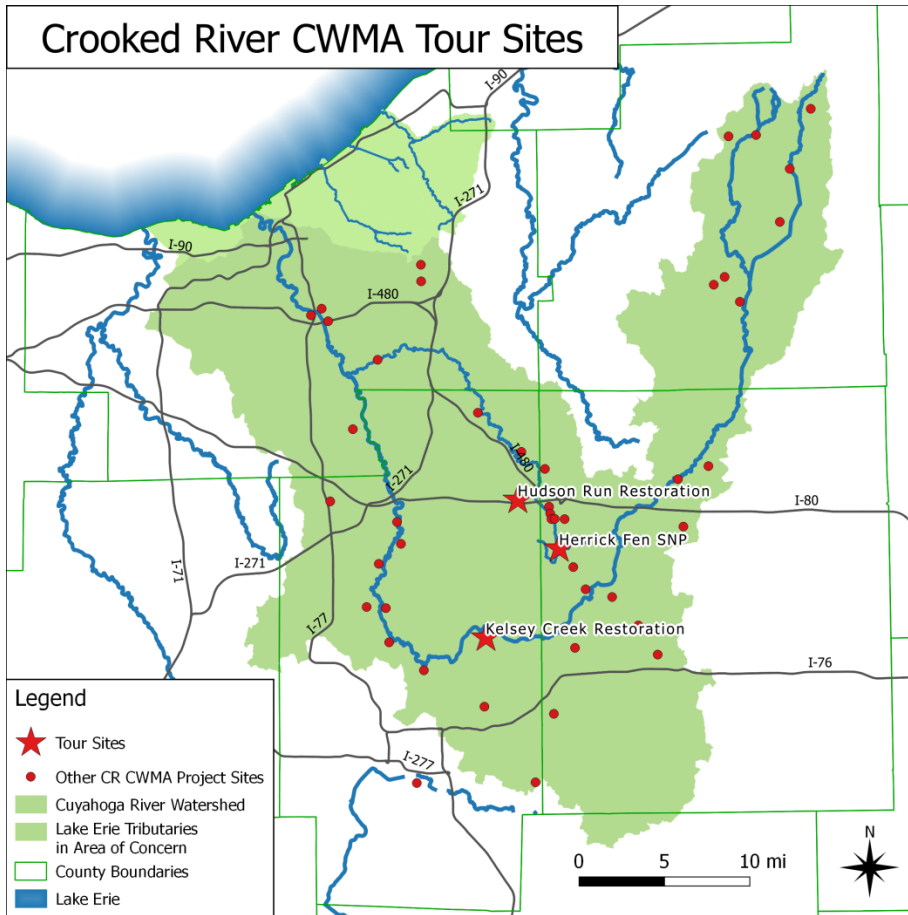 Crooked River CWMA Tour Sites
I-90
I-271
I-90
I-480
I-480
I-271
Hudson Run Restoration
I-80
Herrick Fen SNP
I-271
I-71
I-77
Kelsey Creek Restoration
I-76
I-277
Legend
Tour Sites
Other CR CWMA Project Sites
Cuyahoga River Watershed
Lake Erie Tributaries
in Area of Concern
County Boundaries
Lake Erie
0 5 10 mi
N